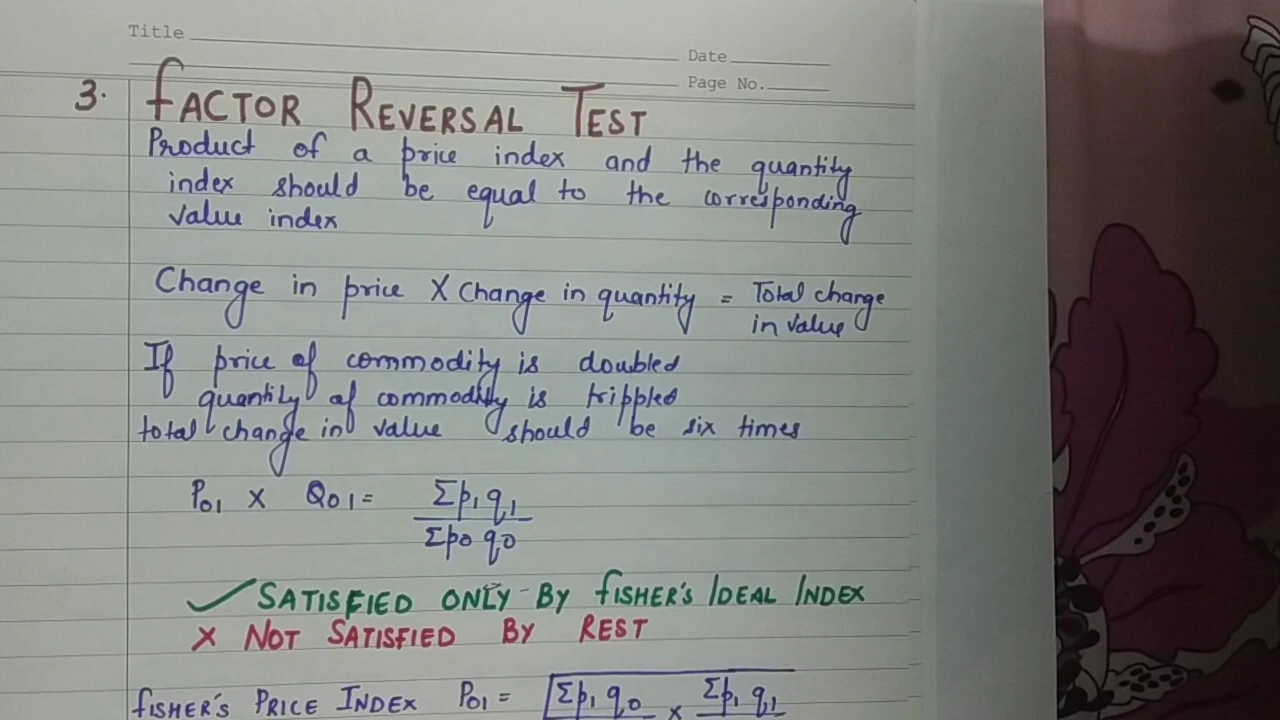 Title
Date
Page No.
3. FACTOR REVERSAL TEST
Product of a price index and the quantity
index should be equal to the corresponding
value index
Change in price X Change in quantity = Total change
in value
If price of commodity is doubled
quantity of commodity is trippled
total change in value should be six times
P₀₁ X Q₀₁ = Σp₁q₁
Σp₀q₀
✓ SATISFIED ONLY BY FISHER'S IDEAL INDEX
X NOT SATISFIED BY REST
FISHER'S PRICE INDEX P₀₁ = √Σp₁q₀ × Σp₁q₁